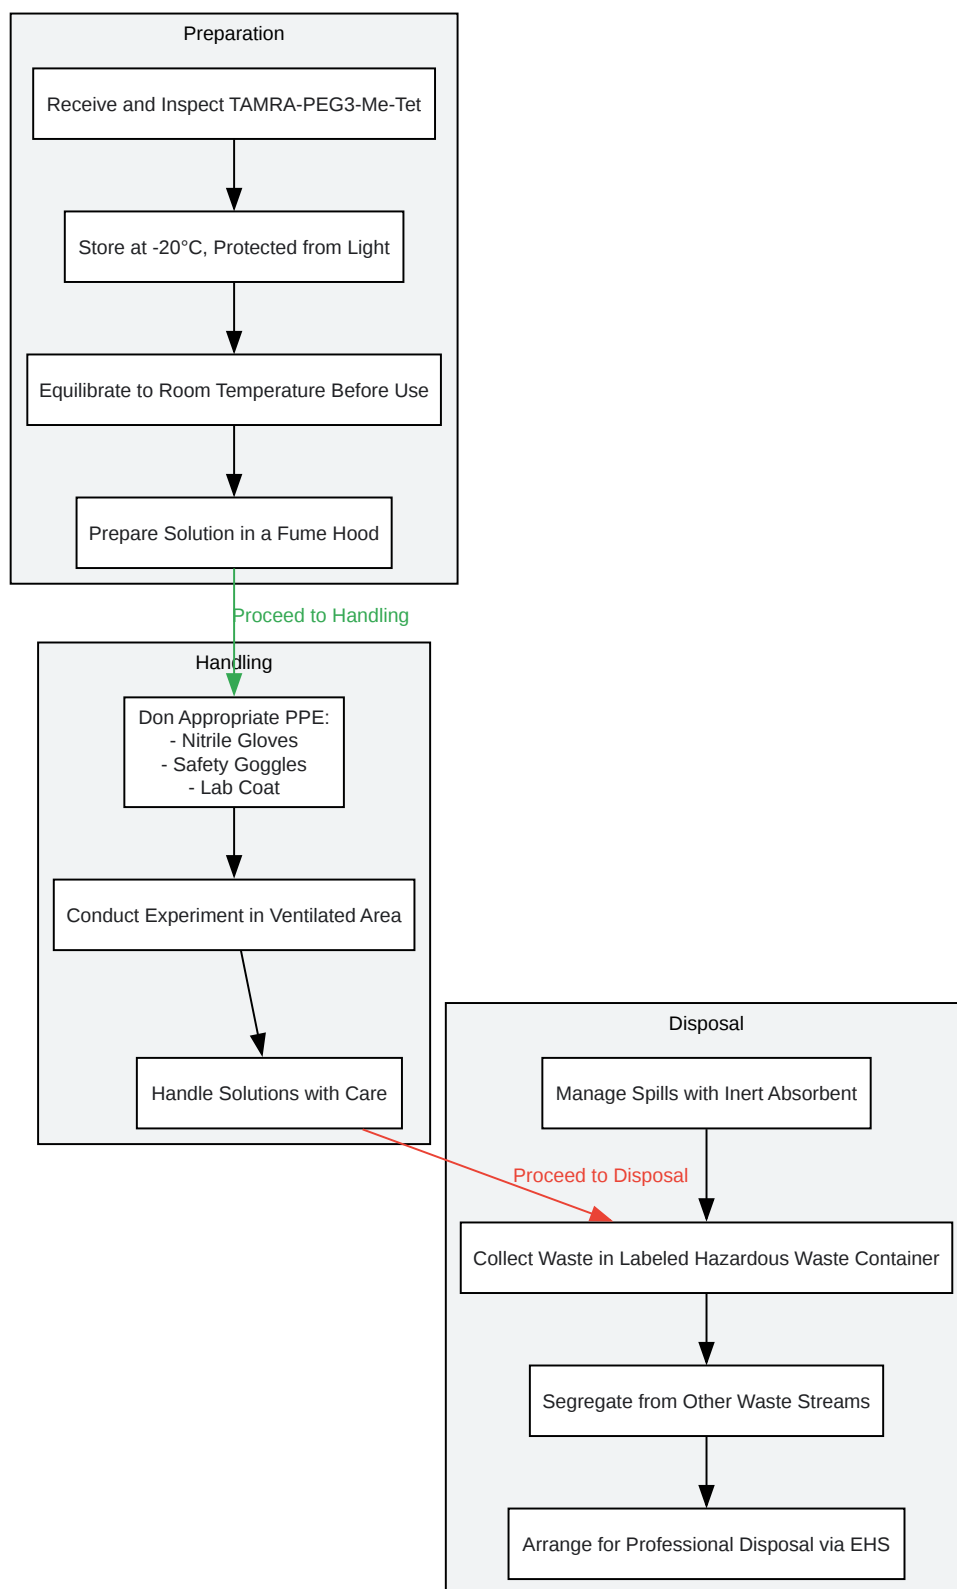 Preparation
Receive and Inspect TAMRA-PEG3-Me-Tet
Store at -20°C, Protected from Light
Equilibrate to Room Temperature Before Use
Prepare Solution in a Fume Hood
Proceed to Handling
Handling
Don Appropriate PPE:
- Nitrile Gloves
- Safety Goggles
- Lab Coat
Conduct Experiment in Ventilated Area
Handle Solutions with Care
Disposal
Manage Spills with Inert Absorbent
Proceed to Disposal
Collect Waste in Labeled Hazardous Waste Container
Segregate from Other Waste Streams
Arrange for Professional Disposal via EHS